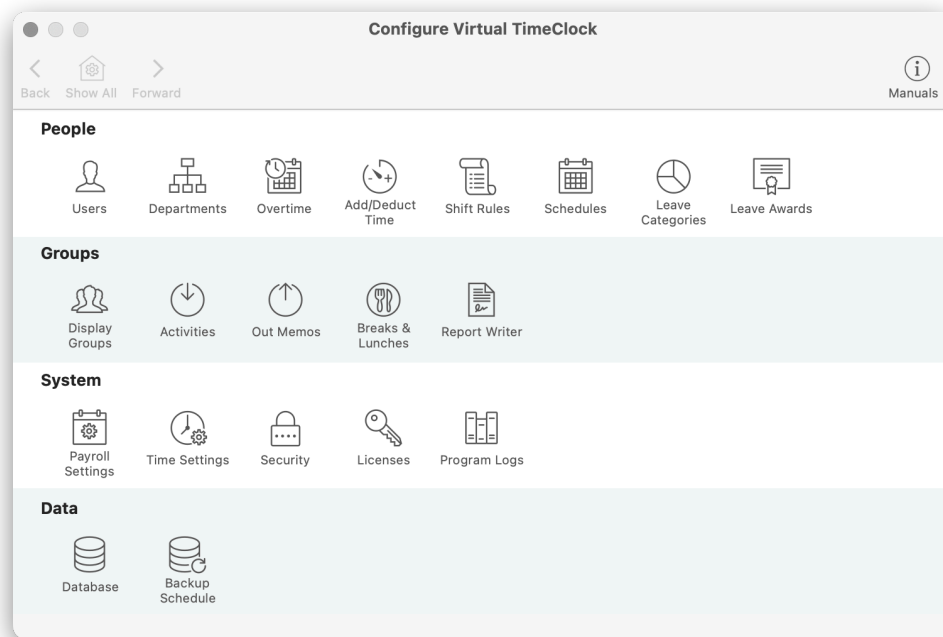 Configure Virtual TimeClock
Back Show All Forward Manuals
People
Users Departments Overtime Add/Deduct Time Shift Rules Schedules Leave Categories Leave Awards
Groups
Display Groups Activities Out Memos Breaks & Lunches Report Writer
System
Payroll Settings Time Settings Security Licenses Program Logs
Data
Database Backup Schedule